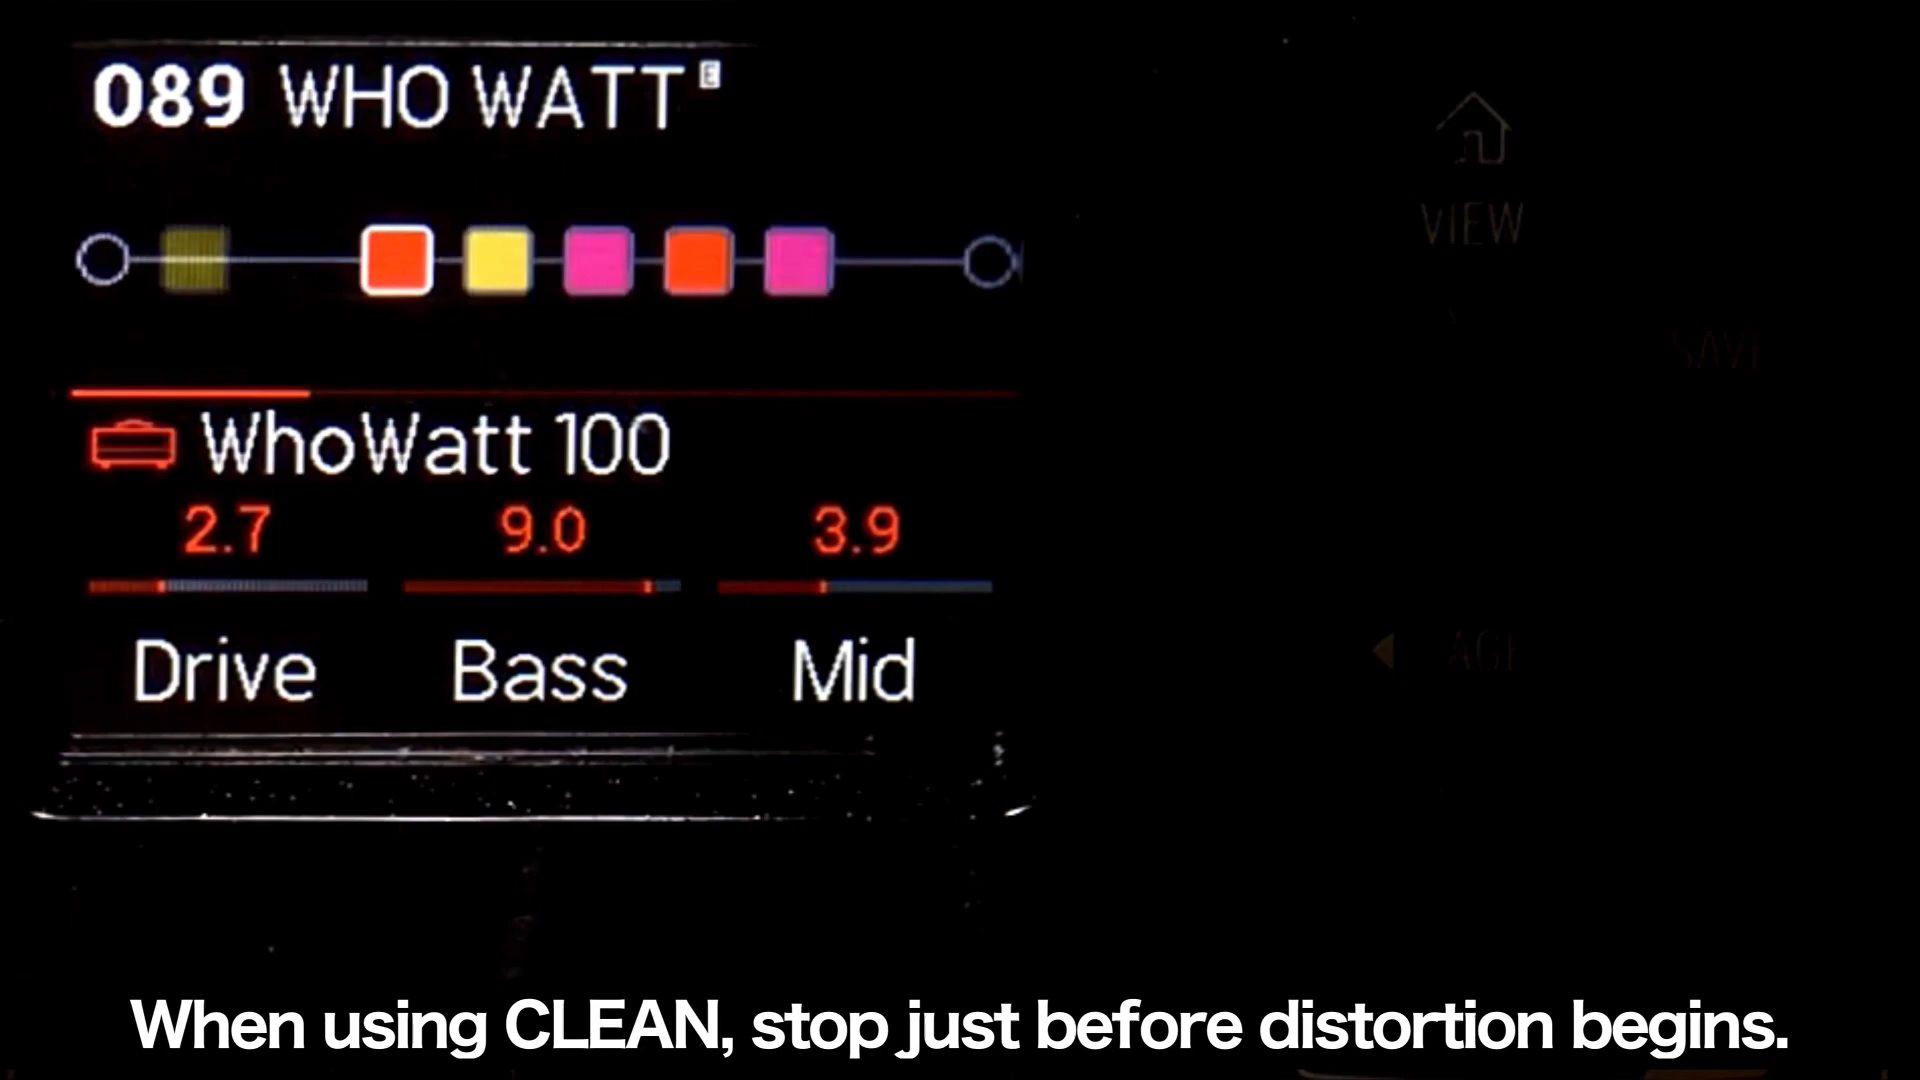 089 WHO WATT E
VIEW
WhoWatt 100
2.7 9.0 3.9
Drive Bass Mid
When using CLEAN, stop just before distortion begins.